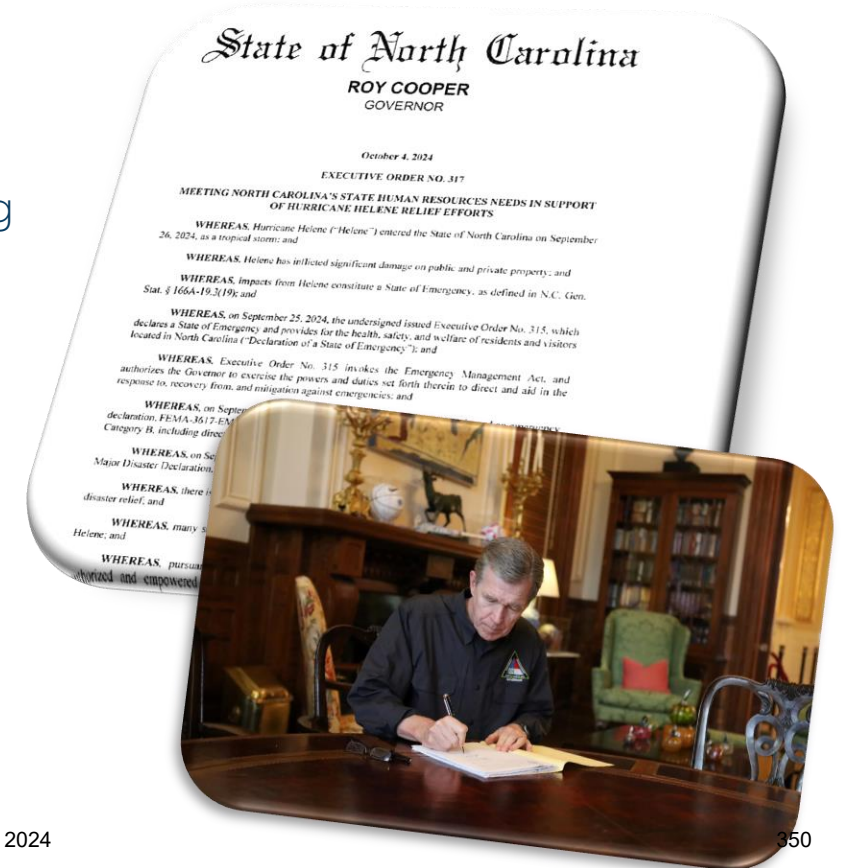 State of North Carolina
ROY COOPER
GOVERNOR
October 4, 2024
EXECUTIVE ORDER NO. 317
MEETING NORTH CAROLINA'S STATE HUMAN RESOURCES NEEDS IN SUPPORT
OF HURRICANE HELENE RELIEF EFFORTS
g
WHEREAS, Hurricane Helene ("Helene") entered the State of North Carolina on September
26, 2024, as a tropical storm; and
WHEREAS, Helene has inflicted significant damage on public and private property; and
WHEREAS, impacts from Helene constitute a State of Emergency, as defined in N.C. Gen.
Stat. § 166A-19.3(19); and
WHEREAS, on September 25, 2024, the undersigned issued Executive Order No. 315, which
declares a State of Emergency and provides for the health, safety, and welfare of residents and visitors
located in North Carolina ("Declaration of a State of Emergency"); and
WHEREAS, Executive Order No. 315 invokes the Emergency Management Act, and
authorizes the Governor to exercise the powers and duties set forth therein to direct and aid in the
response to, recovery from, and mitigation against emergencies; and
WHEREAS, on Septe
declaration, FEMA-3617-EM
Category B, including direc
WHEREAS, on Se
Major Disaster Declaration,
WHEREAS, there i
disaster relief; and
WHEREAS, many s
Helene; and
WHEREAS, pursua
uthorized and empowered
2024
350